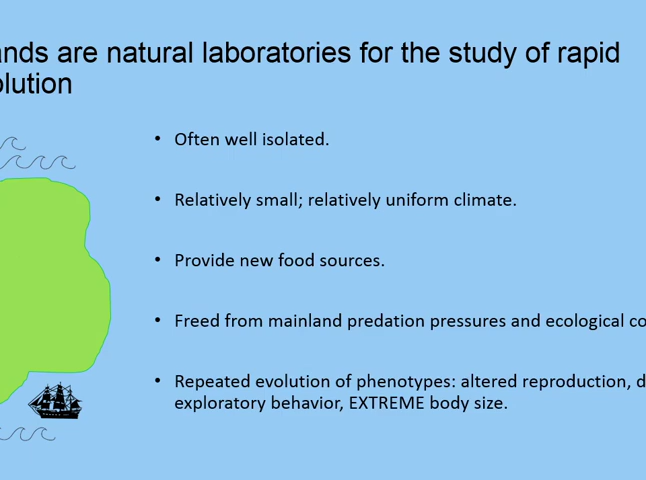 ands are natural laboratories for the study of rapid
olution
• Often well isolated.
• Relatively small; relatively uniform climate.
• Provide new food sources.
• Freed from mainland predation pressures and ecological co
• Repeated evolution of phenotypes: altered reproduction, d
exploratory behavior, EXTREME body size.